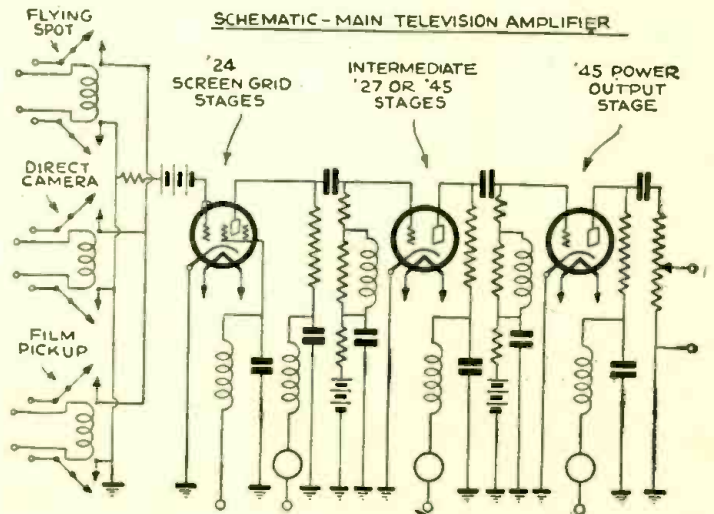 SCHEMATIC - MAIN TELEVISION AMPLIFIER
FLYING
SPOT
'24
SCREEN GRID
STAGES
INTERMEDIATE
'27 OR '45
STAGES
'45 POWER
OUTPUT
STAGE
DIRECT
CAMERA
FILM
PICKUP